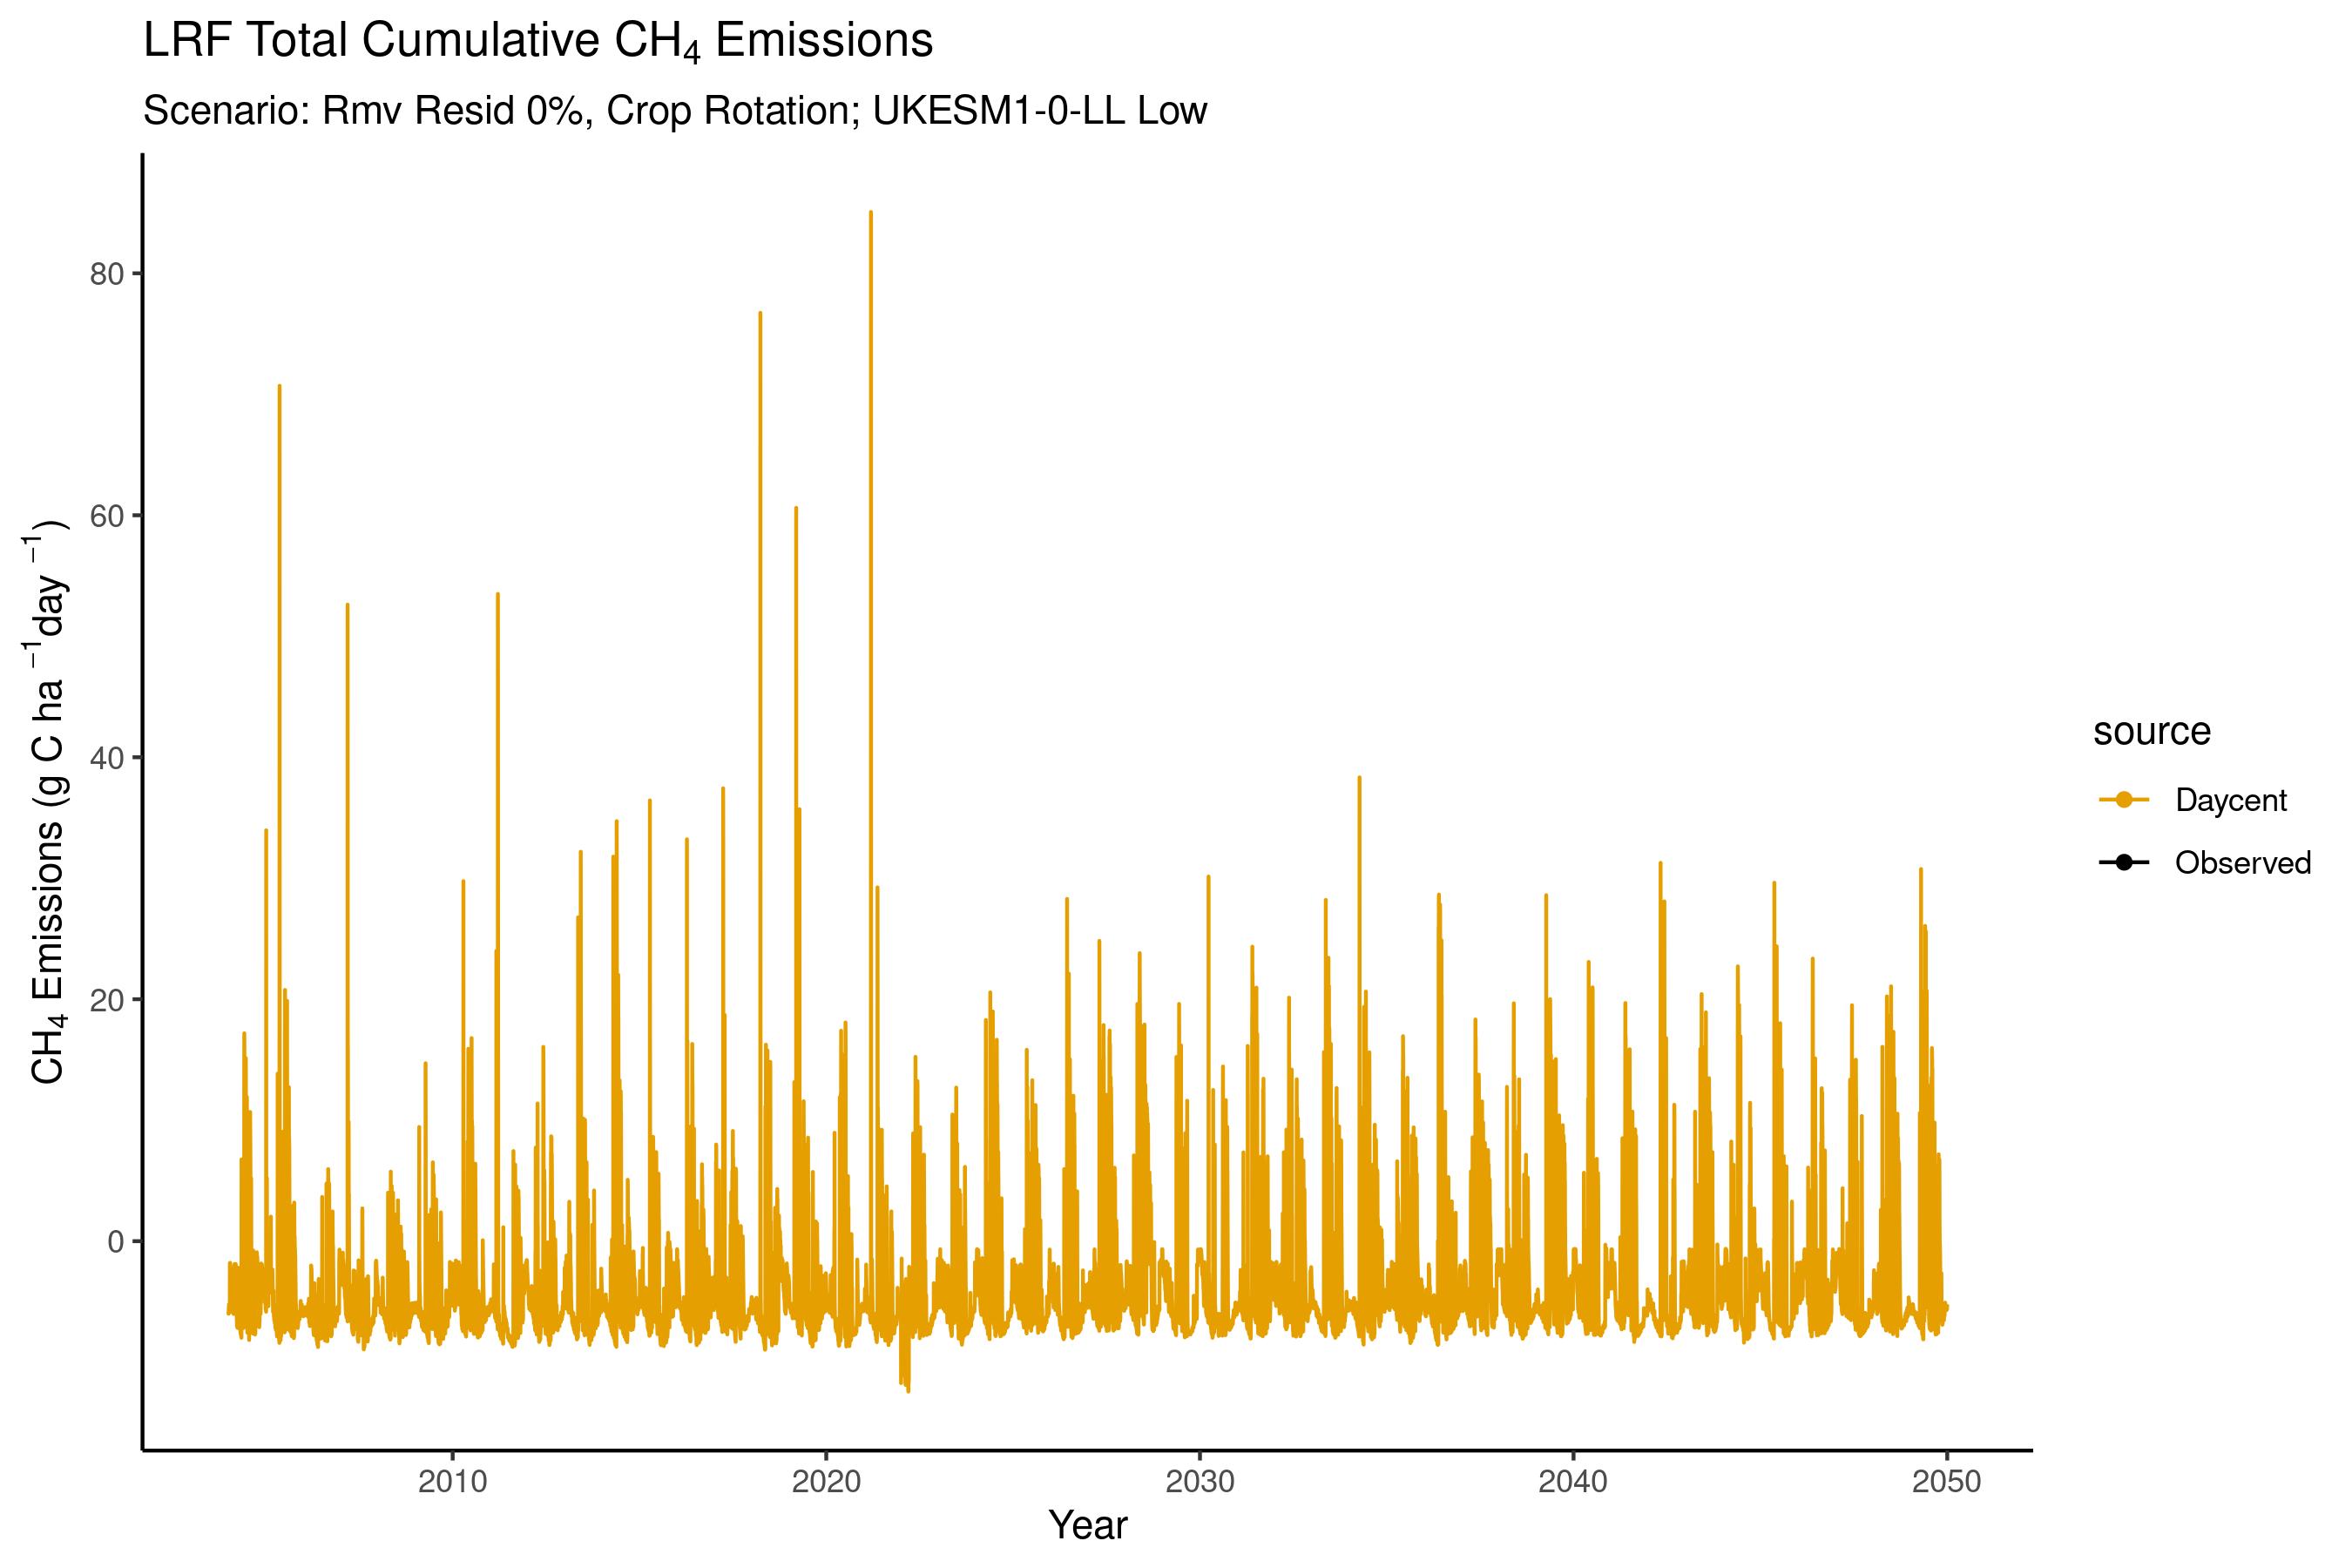 LRF Total Cumulative CH₄ Emissions
Scenario: Rmv Resid 0%, Crop Rotation; UKESM1-0-LL Low
CH₄ Emissions (g C ha ⁻¹day ⁻¹)
80
60
40
20
0
2010 2020 2030 2040 2050
Year
source
Daycent
Observed